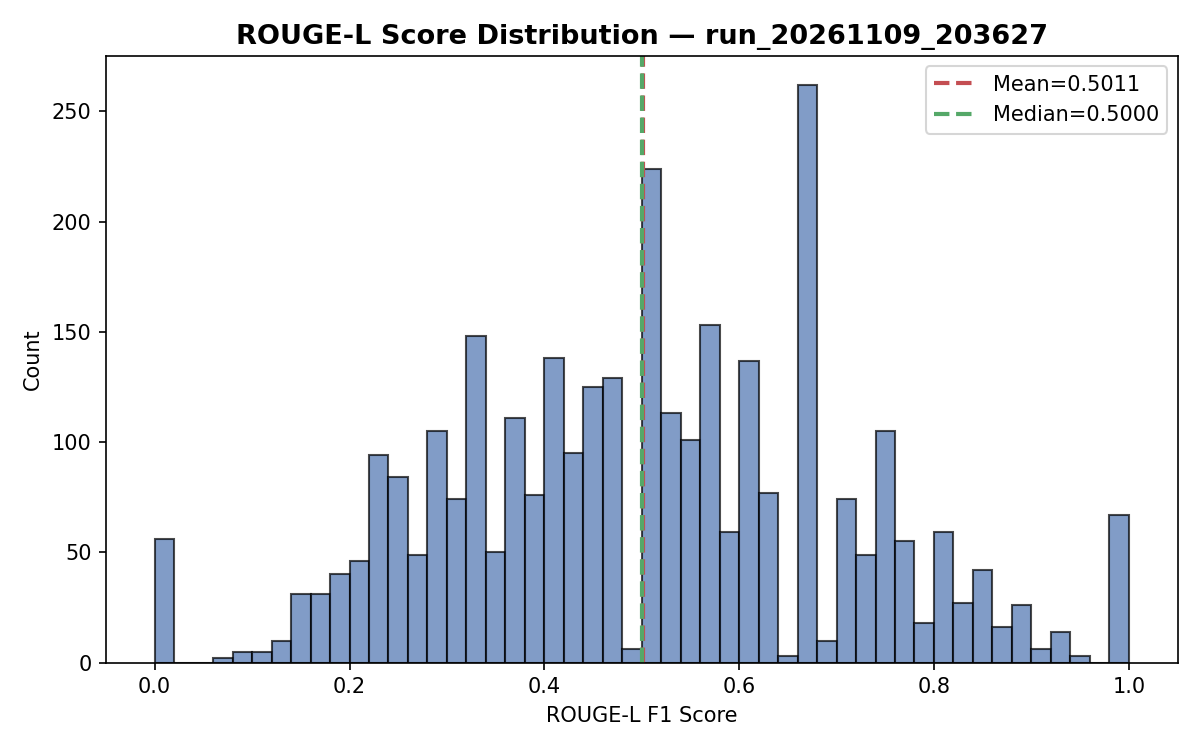 ROUGE-L Score Distribution — run_20261109_203627
Mean=0.5011
Median=0.5000
Count
250
200
150
100
50
0
0.0 0.2 0.4 0.6 0.8 1.0
ROUGE-L F1 Score